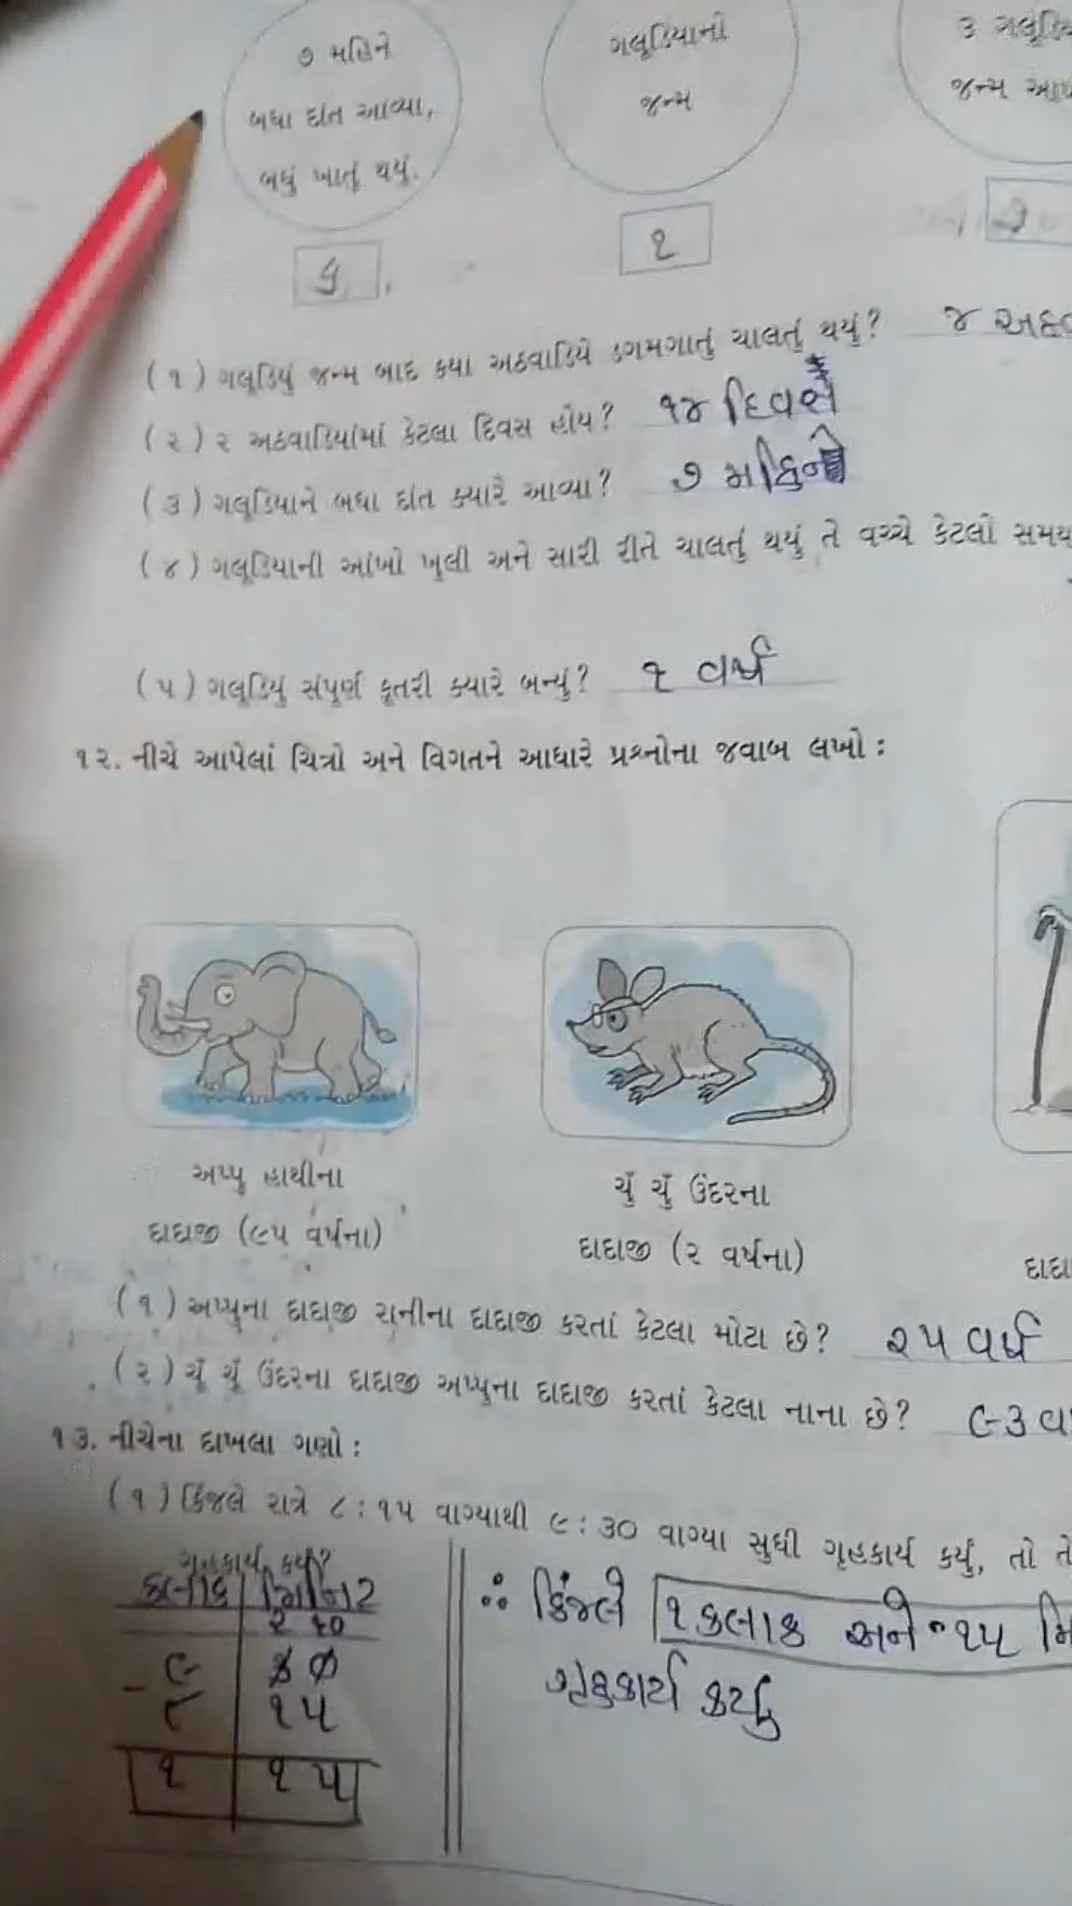 ૭ મહિને
બધા દાંત આવ્યા,
બધું ખાતું થયું.
૫
ગલૂડિયાનો
જન્મ
૧
૩ ગલૂડિ
જન્મ આ
(૧) ગલૂડિયું જન્મ બાદ કયા અઠવાડિયે ડગમગાતું ચાલતું થયું? ૪ અઠ
(૨) ૨ અઠવાડિયાંમાં કેટલા દિવસ હોય? ૧૪ દિવસ
(૩) ગલૂડિયાને બધા દાંત ક્યારે આવ્યા? ૭ મહિને
(૪) ગલૂડિયાની આંખો ખુલી અને સારી રીતે ચાલતું થયું તે વચ્ચે કેટલો સમય
(૫) ગલૂડિયું સંપૂર્ણ કૂતરી ક્યારે બન્યું? ૧ વર્ષ
૧૨. નીચે આપેલાં ચિત્રો અને વિગતને આધારે પ્રશ્નોના જવાબ લખો :
અપ્પુ હાથીના
દાદાજી (૯૫ વર્ષના)
ચૂઁ ચૂઁ ઉંદરના
દાદાજી (૨ વર્ષના)
દાદા
(૧) અપ્પુના દાદાજી રાનીના દાદાજી કરતાં કેટલા મોટા છે? ૨૫ વર્ષ
(૨) ચૂઁ ચૂઁ ઉંદરના દાદાજી અપ્પુના દાદાજી કરતાં કેટલા નાના છે? ૯૩ વ
૧૩. નીચેના દાખલા ગણો :
(૧) કિંજલે રાત્રે ૮ : ૧૫ વાગ્યાથી ૯ : ૩૦ વાગ્યા સુધી ગૃહકાર્ય કર્યું, તો તે
ગૃહકાર્ય કર્યું?
કલાક મિનિટ
૨ ૧૦
૯ ૩૦
- ૮ ૧૫
૧ ૧૫
∴ કિંજલે ૧ કલાક અને ૧૫ મિ
ગૃહકાર્ય કર્યું